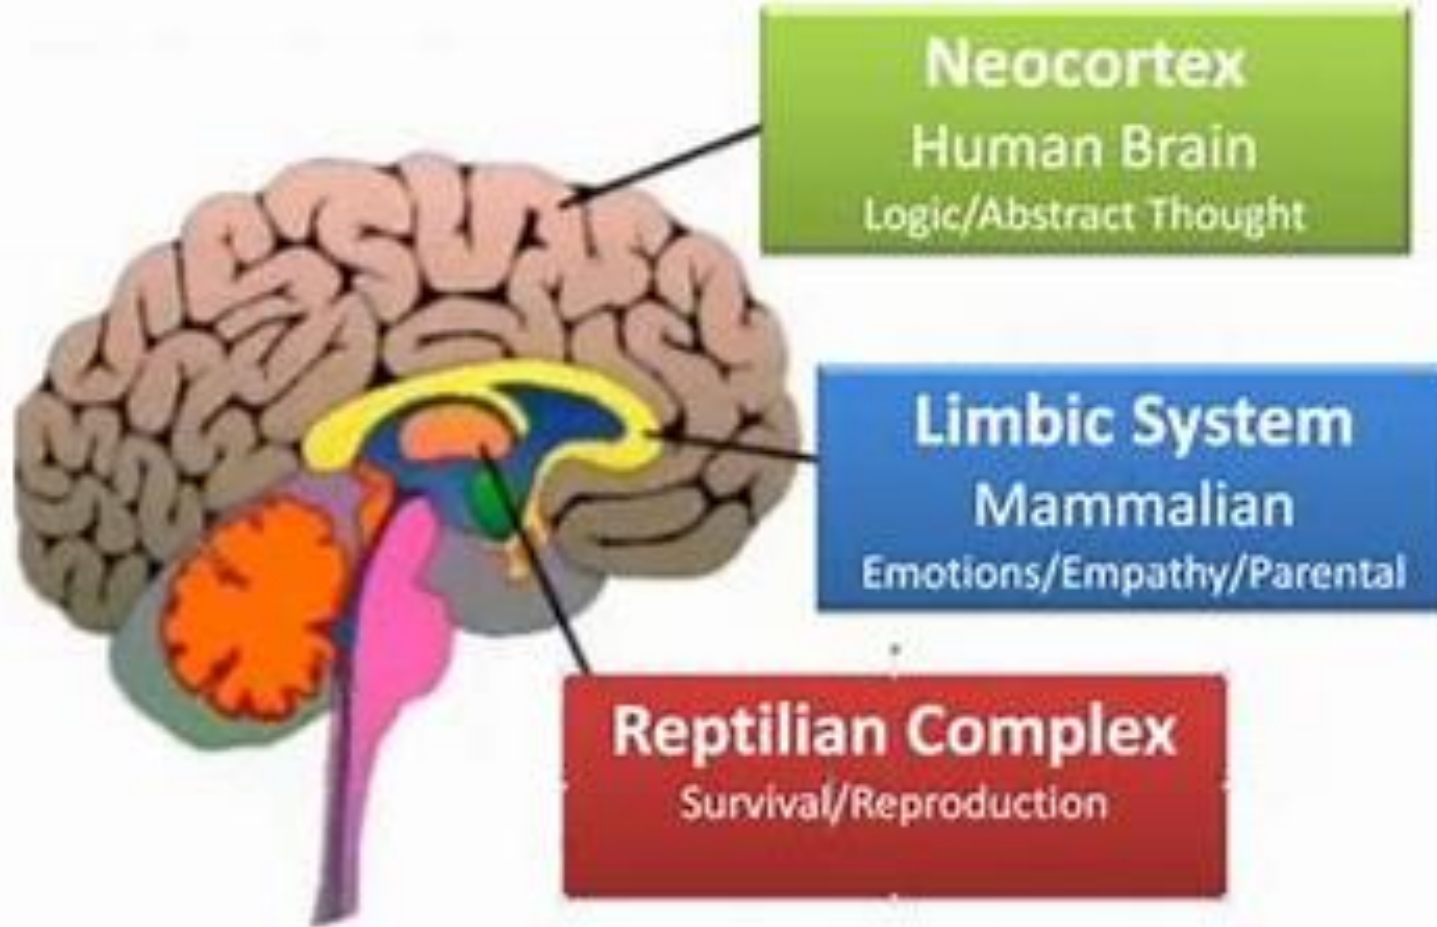 Neocortex
Human Brain
Logic/Abstract Thought
Limbic System
Mammalian
Emotions/Empathy/Parental
Reptilian Complex
Survival/Reproduction